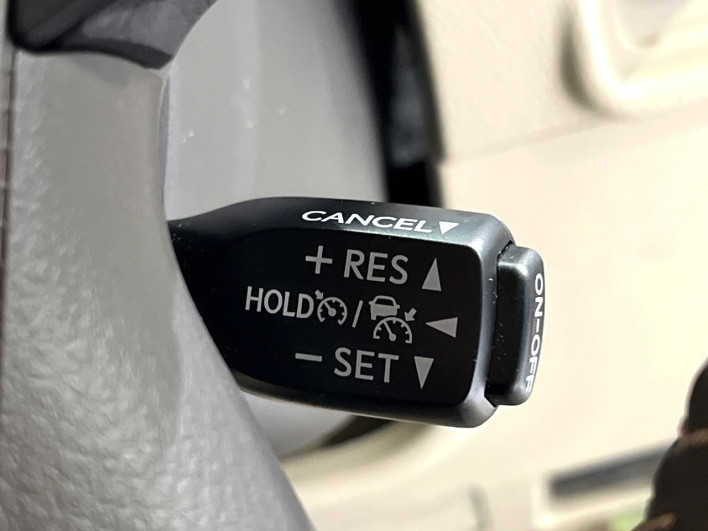 CANCEL▼
+ RES ▲
HOLD / ◀
− SET ▼
ON-OFF